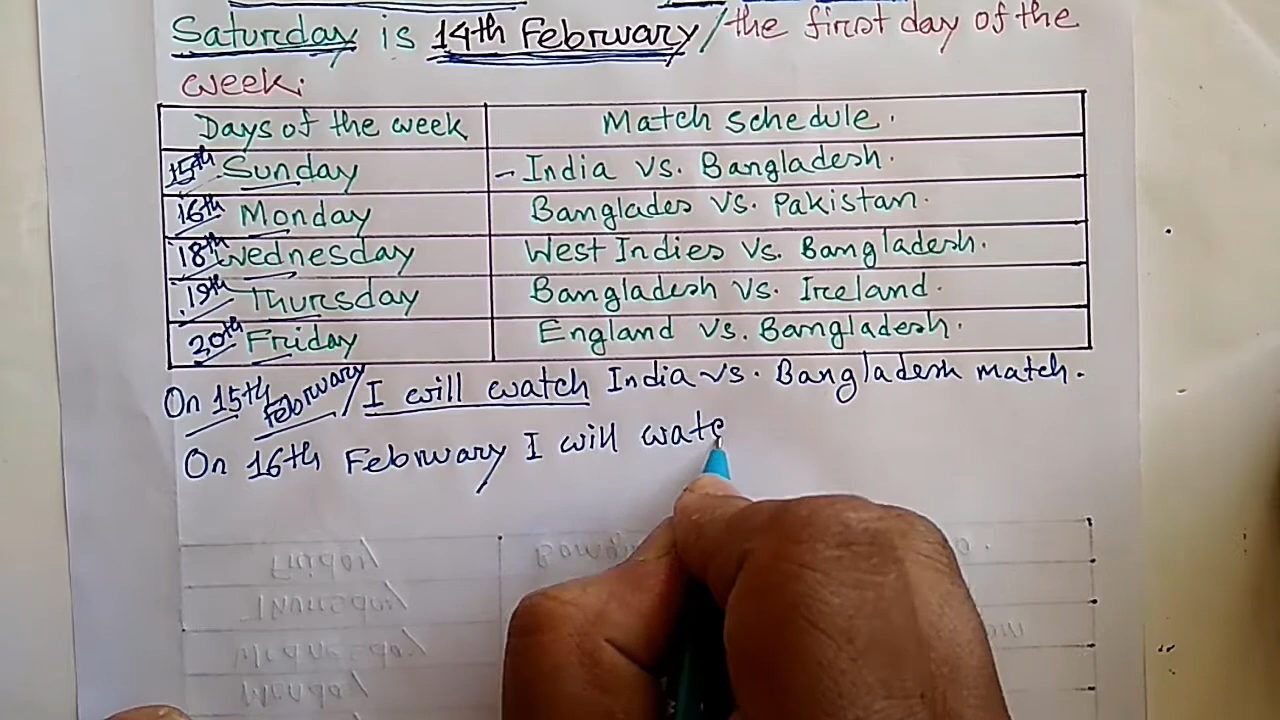 Saturday is 14th February/the first day of the
week.
Days of the week Match schedule.
15th Sunday - India vs. Bangladesh.
16th Monday Banglades vs. Pakistan.
18th Wednesday West Indies vs. Bangladesh.
19th Thursday Bangladesh vs. Ireland.
20th Friday England vs. Bangladesh.
On 15th February/I will watch India vs. Bangladesh match.
On 16th February I will watc